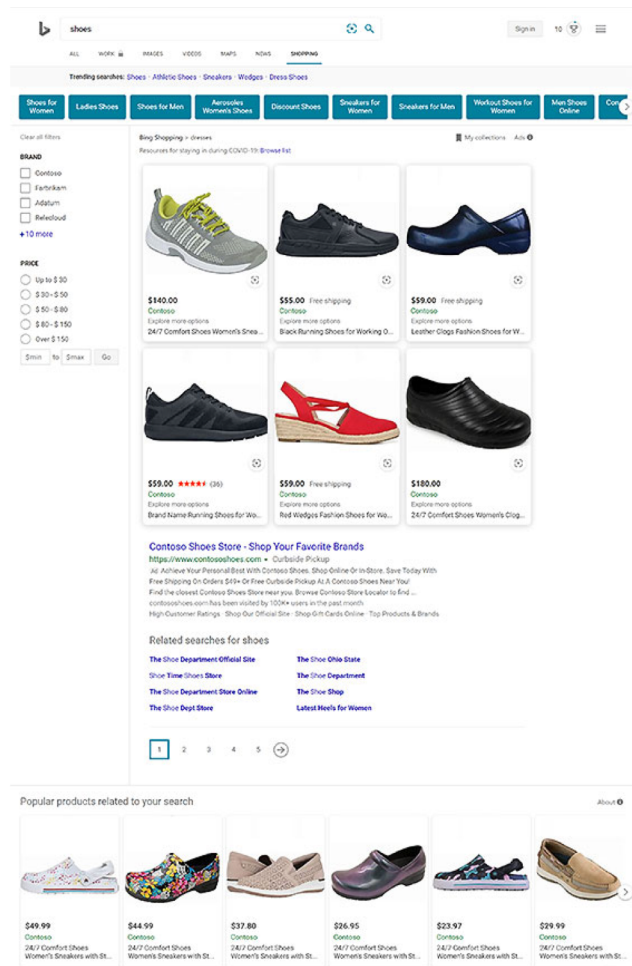 shoes
Sign in
10
ALL WORK IMAGES VIDEOS MAPS NEWS SHOPPING
Trending searches: Shoes · Athletic Shoes · Sneakers · Wedges · Dress Shoes
Shoes for Women
Ladies Shoes
Shoes for Men
Aerosoles Women's Shoes
Discount Shoes
Sneakers for Women
Sneakers for Men
Workout Shoes for Women
Men Shoes Online
Clear all filters
Bing Shopping > dresses
My collections Ads
Resources for staying in during COVID-19: Browse list
BRAND
Contoso
Farbrikam
Adatum
Relecloud
+10 more
PRICE
Up to $ 30
$ 30 - $ 50
$ 50 - $ 80
$ 80 - $ 150
Over $ 150
$min to $max Go
$140.00
Contoso
Explore more options
24/7 Comfort Shoes Women's Snea...
$55.00 Free shipping
Contoso
Explore more options
Black Running Shoes for Working O...
$59.00 Free shipping
Contoso
Explore more options
Leather Clogs Fashion Shoes for W...
$59.00 (36)
Contoso
Explore more options
Brand Name Running Shoes for Wo...
$59.00 Free shipping
Contoso
Explore more options
Red Wedges Fashion Shoes for Wo...
$180.00
Contoso
Explore more options
24/7 Comfort Shoes Women's Clog...
Contoso Shoes Store - Shop Your Favorite Brands
https://www.contososhoes.com • Curbside Pickup
Ad Achieve Your Personal Best With Contoso Shoes. Shop Online Or In Store. Save Today With
Free Shipping On Orders $49+ Or Free Curbside Pickup At A Contoso Shoes Near You!
Find the closest Contoso Shoes Store near you. Browse Contoso Store Locator to find ...
contososhoes.com has been visited by 100K+ users in the past month
High Customer Ratings · Shop Our Official Site · Shop Gift Cards Online · Top Products & Brands
Related searches for shoes
The Shoe Department Official Site
The Shoe Ohio State
Shoe Time Shoes Store
The Shoe Department
The Shoe Department Store Online
The Shoe Shop
The Shoe Dept Store
Latest Heels for Women
1 2 3 4 5
Popular products related to your search
About
$49.99
Contoso
24/7 Comfort Shoes
Women's Sneakers with St...
$44.99
Contoso
24/7 Comfort Shoes
Women's Sneakers with St...
$37.80
Contoso
24/7 Comfort Shoes
Women's Sneakers with St...
$26.95
Contoso
24/7 Comfort Shoes
Women's Sneakers with St...
$23.97
Contoso
24/7 Comfort Shoes
Women's Sneakers with St...
$29.99
Contoso
24/7 Comfort Shoes
Women's Sneakers with St...